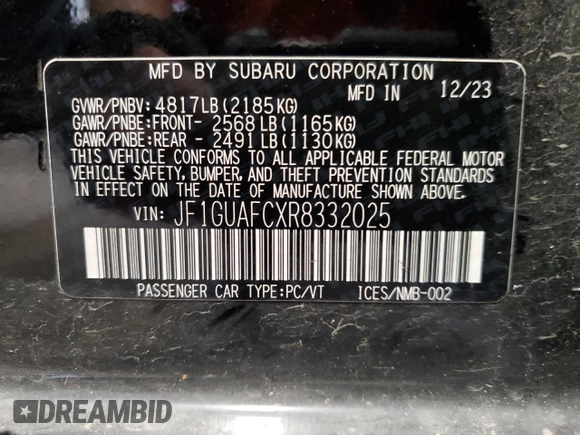 MFD BY SUBARU CORPORATION
GVWR/PNBV: 4817LB(2185KG) MFD IN 12/23
GAWR/PNBE:FRONT- 2568LB(1165KG)
GAWR/PNBE:REAR - 2491LB(1130KG)
THIS VEHICLE CONFORMS TO ALL APPLICABLE FEDERAL MOTOR
VEHICLE SAFETY, BUMPER, AND THEFT PREVENTION STANDARDS
IN EFFECT ON THE DATE OF MANUFACTURE SHOWN ABOVE.
VIN: JF1GUAFCXR8332025
PASSENGER CAR TYPE:PC/VT ICES/NMB-002
DREAMBID